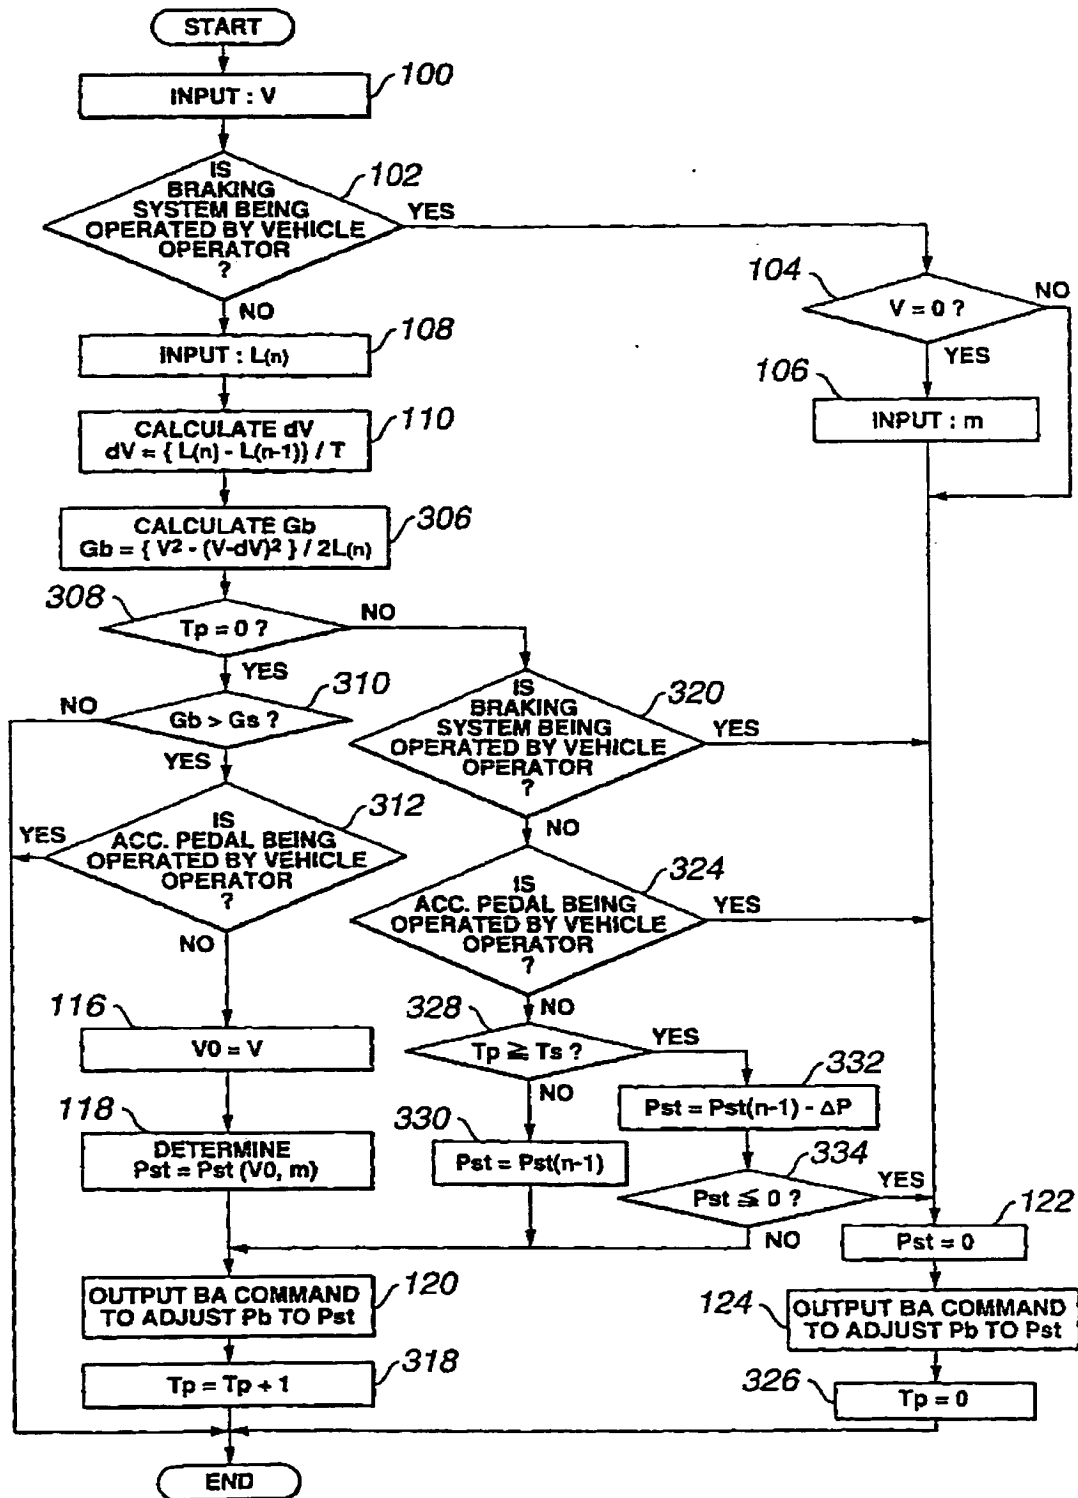 START
100
INPUT : V
IS
BRAKING
SYSTEM BEING
OPERATED BY VEHICLE
OPERATOR
?
102
YES
NO
104
V = 0 ?
NO
YES
108
INPUT : L(n)
106
INPUT : m
110
CALCULATE dV
dV = { L(n) - L(n-1)} / T
306
CALCULATE Gb
Gb = { V² - (V-dV)² } / 2L(n)
308
Tp = 0 ?
NO
YES
310
NO
Gb > Gs ?
YES
IS
BRAKING
SYSTEM BEING
OPERATED BY VEHICLE
OPERATOR
?
320
YES
NO
312
YES
IS
ACC. PEDAL BEING
OPERATED BY VEHICLE
OPERATOR
?
NO
324
IS
ACC. PEDAL BEING
OPERATED BY VEHICLE
OPERATOR
?
YES
NO
116
V0 = V
328
Tp ≧ Ts ?
YES
NO
332
Pst = Pst(n-1) - ΔP
118
DETERMINE
Pst = Pst (V0, m)
330
Pst = Pst(n-1)
334
Pst ≦ 0 ?
YES
NO
122
Pst = 0
120
OUTPUT BA COMMAND
TO ADJUST Pb TO Pst
124
OUTPUT BA COMMAND
TO ADJUST Pb TO Pst
318
Tp = Tp + 1
326
Tp = 0
END